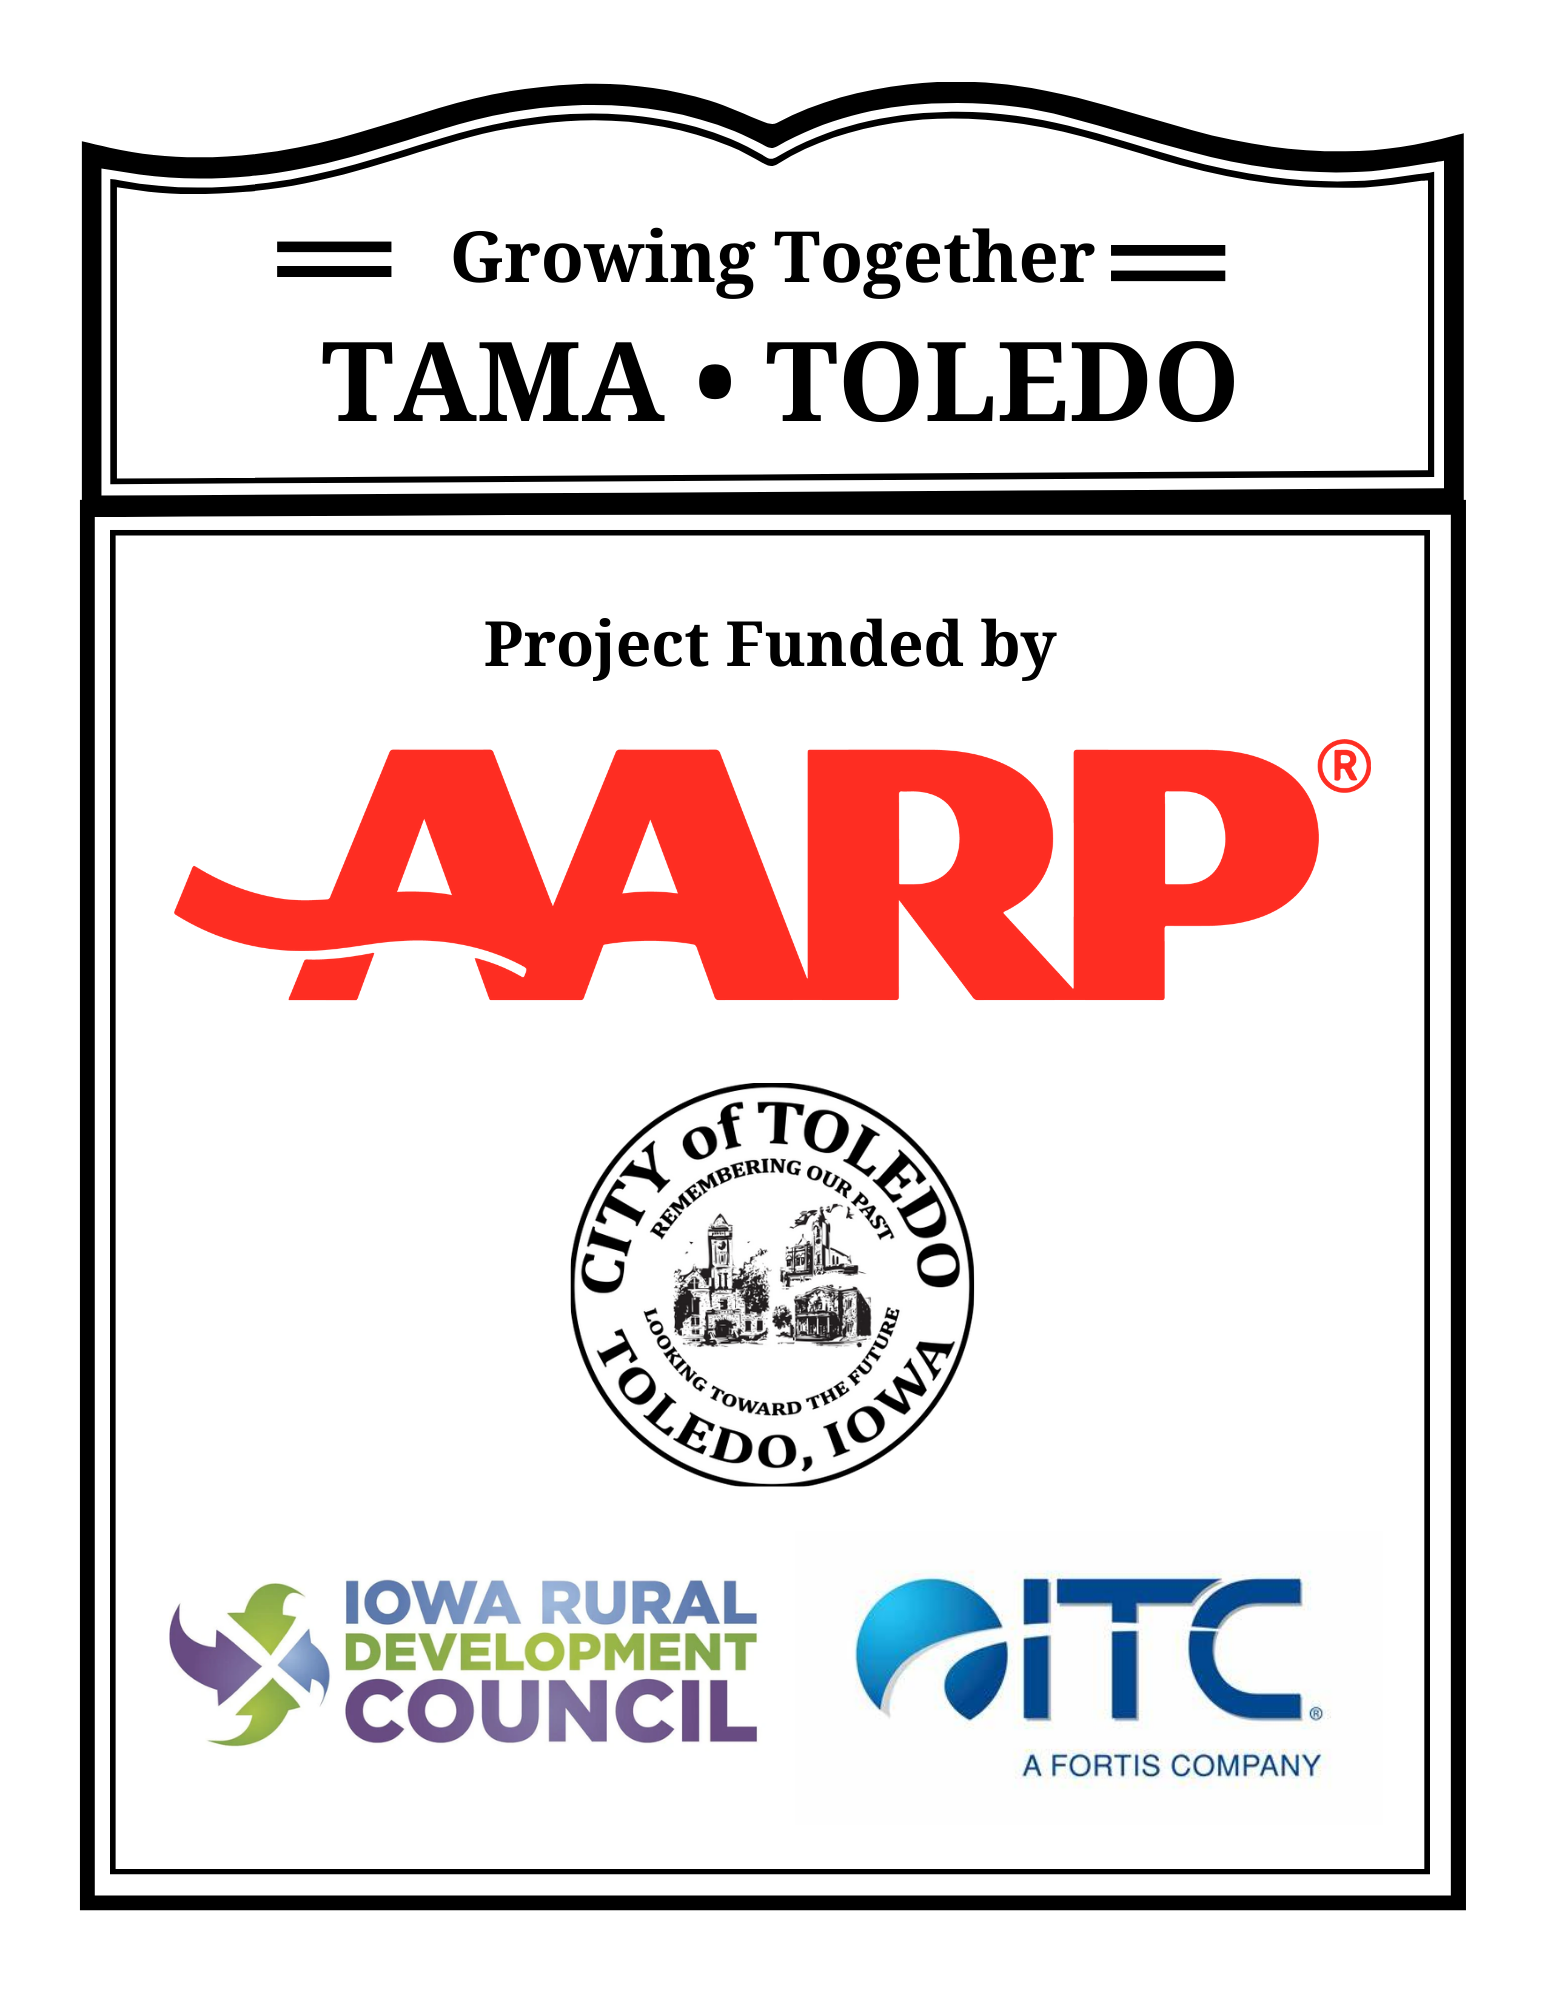 Growing Together
TAMA • TOLEDO
Project Funded by
AARP®
CITY of TOLEDO
REMEMBERING OUR PAST
LOOKING TOWARD THE FUTURE
TOLEDO, IOWA
IOWA RURAL
DEVELOPMENT
COUNCIL
ITC®
A FORTIS COMPANY